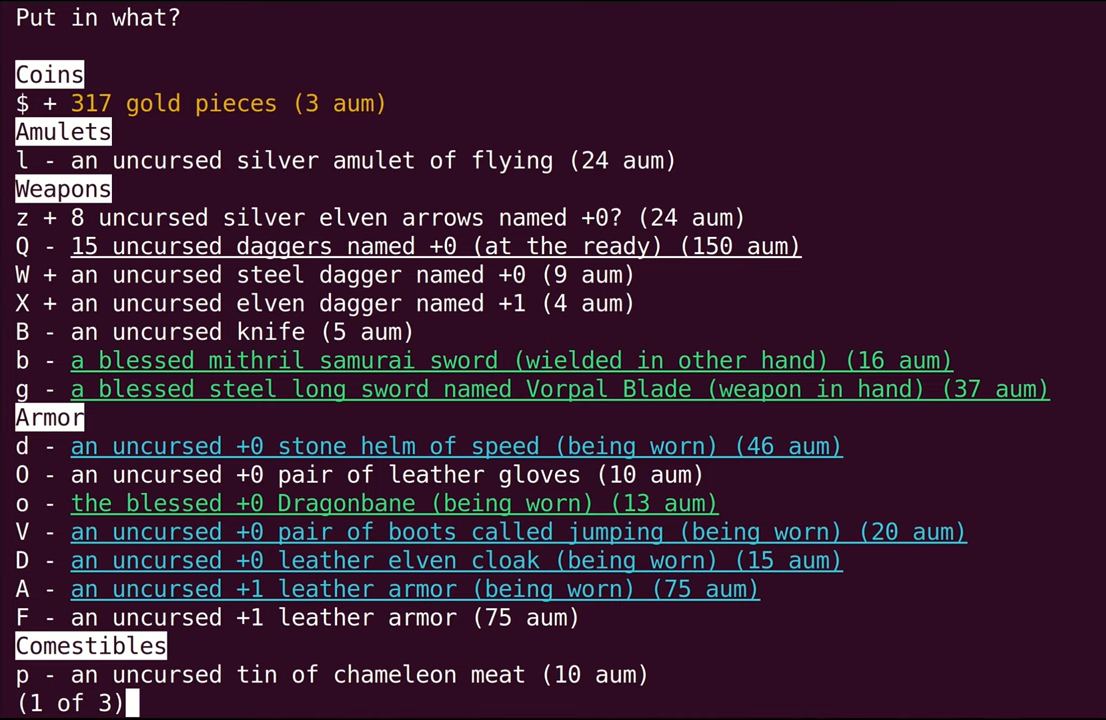 Put in what?
Coins
$ + 317 gold pieces (3 aum)
Amulets
l - an uncursed silver amulet of flying (24 aum)
Weapons
z + 8 uncursed silver elven arrows named +0? (24 aum)
Q - 15 uncursed daggers named +0 (at the ready) (150 aum)
W + an uncursed steel dagger named +0 (9 aum)
X + an uncursed elven dagger named +1 (4 aum)
B - an uncursed knife (5 aum)
b - a blessed mithril samurai sword (wielded in other hand) (16 aum)
g - a blessed steel long sword named Vorpal Blade (weapon in hand) (37 aum)
Armor
d - an uncursed +0 stone helm of speed (being worn) (46 aum)
O - an uncursed +0 pair of leather gloves (10 aum)
o - the blessed +0 Dragonbane (being worn) (13 aum)
V - an uncursed +0 pair of boots called jumping (being worn) (20 aum)
D - an uncursed +0 leather elven cloak (being worn) (15 aum)
A - an uncursed +1 leather armor (being worn) (75 aum)
F - an uncursed +1 leather armor (75 aum)
Comestibles
p - an uncursed tin of chameleon meat (10 aum)
(1 of 3)